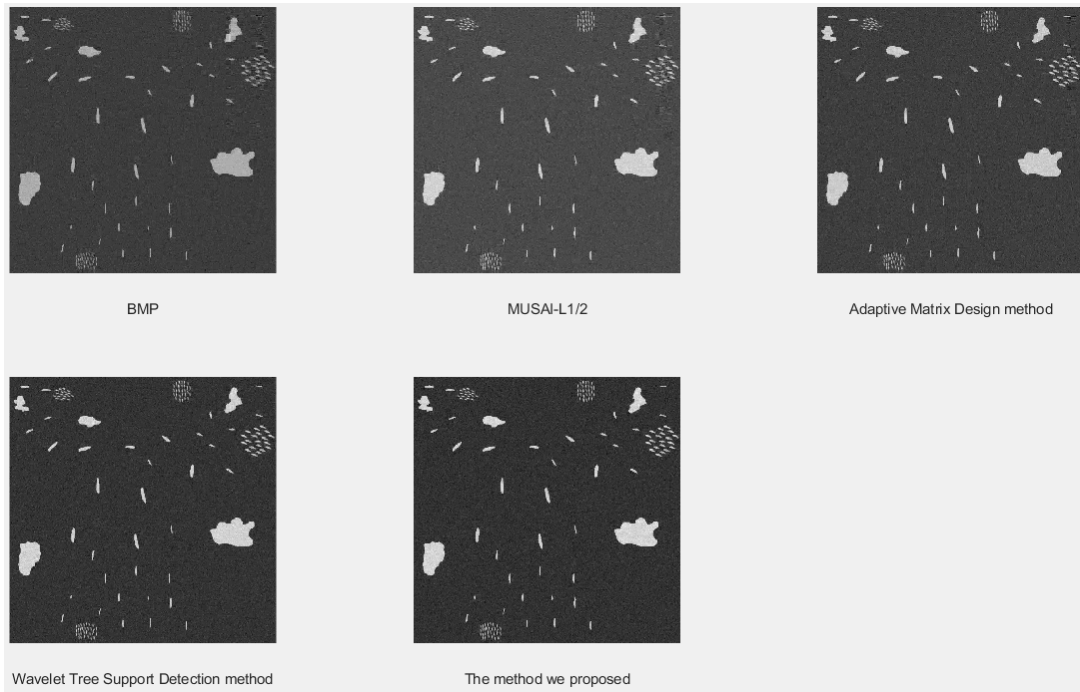 BMP
MUSAI-L1/2
Adaptive Matrix Design method
Wavelet Tree Support Detection method
The method we proposed